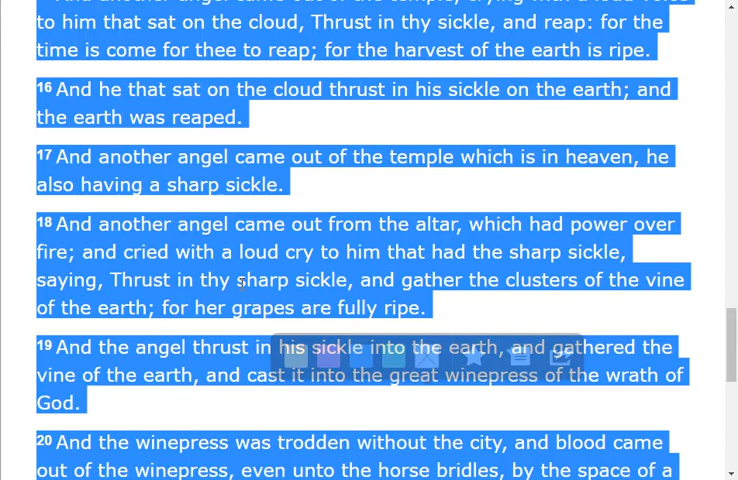 to him that sat on the cloud, Thrust in thy sickle, and reap: for the
time is come for thee to reap; for the harvest of the earth is ripe.
16 And he that sat on the cloud thrust in his sickle on the earth; and
the earth was reaped.
17 And another angel came out of the temple which is in heaven, he
also having a sharp sickle.
18 And another angel came out from the altar, which had power over
fire; and cried with a loud cry to him that had the sharp sickle,
saying, Thrust in thy sharp sickle, and gather the clusters of the vine
of the earth; for her grapes are fully ripe.
19 And the angel thrust in his sickle into the earth, and gathered the
vine of the earth, and cast it into the great winepress of the wrath of
God.
20 And the winepress was trodden without the city, and blood came
out of the winepress, even unto the horse bridles, by the space of a